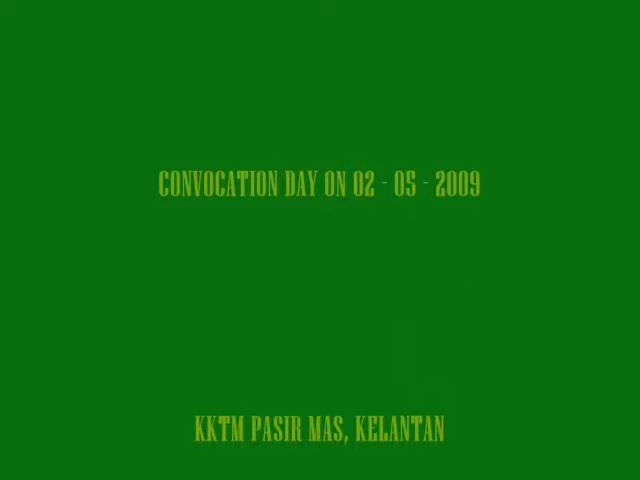 CONVOCATION DAY ON 02 - 05 - 2009
KKTM PASIR MAS, KELANTAN